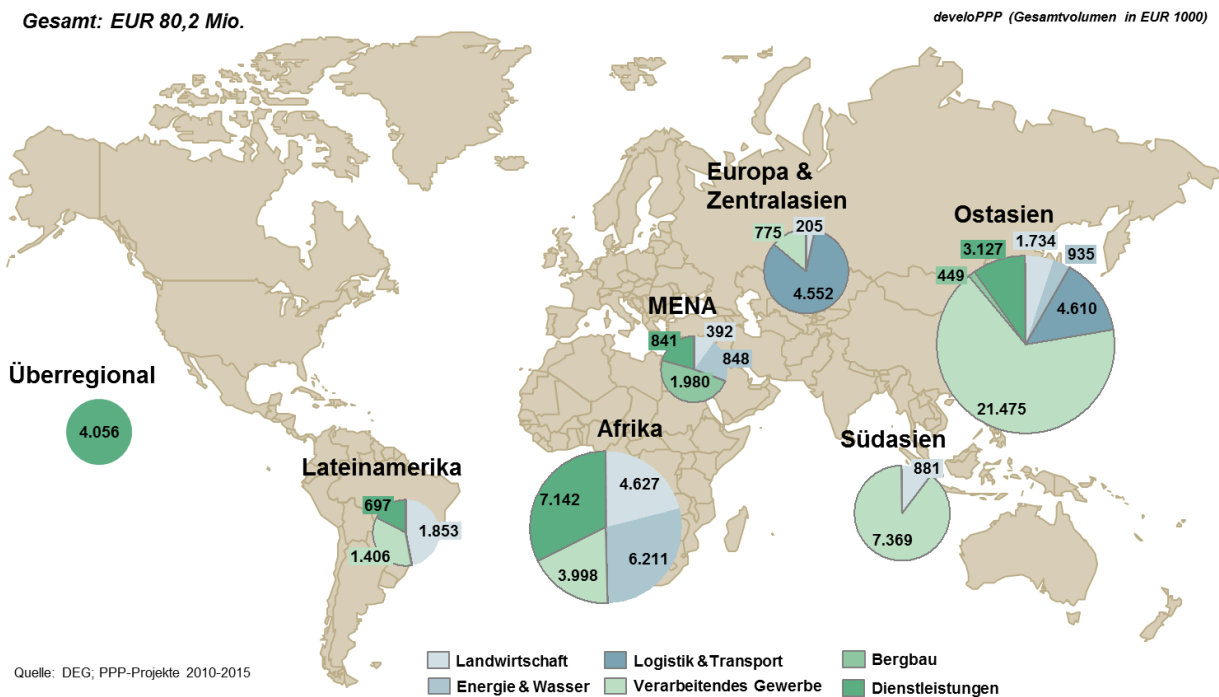 Gesamt: EUR 80,2 Mio.
develoPPP (Gesamtvolumen in EUR 1000)
Europa &
Zentralasien
205
775
4.552
Ostasien
1.734
935
3.127
449
4.610
21.475
MENA
392
841
848
1.980
Überregional
4.056
Afrika
4.627
7.142
6.211
3.998
Südasien
881
7.369
Lateinamerika
697
1.853
1.406
Quelle: DEG; PPP-Projekte 2010-2015
Landwirtschaft
Logistik & Transport
Bergbau
Energie & Wasser
Verarbeitendes Gewerbe
Dienstleistungen